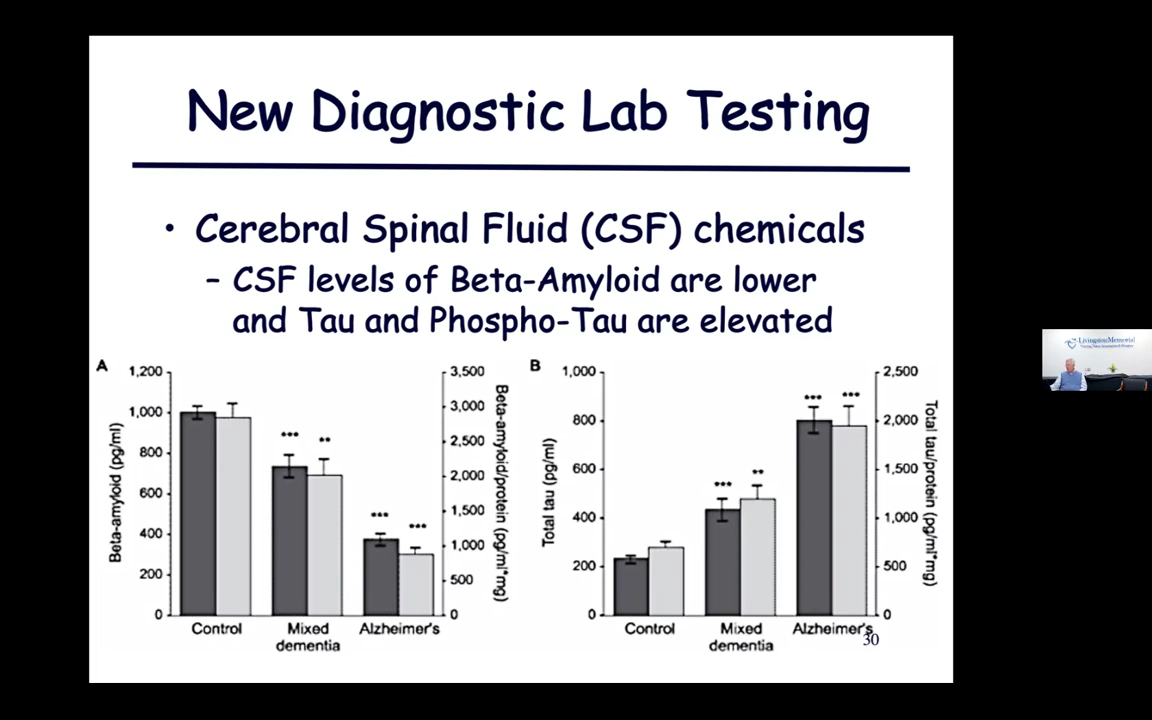 New Diagnostic Lab Testing
• Cerebral Spinal Fluid (CSF) chemicals
– CSF levels of Beta-Amyloid are lower
and Tau and Phospho-Tau are elevated
A
Beta-amyloid (pg/ml)
1,200
1,000
800
600
400
200
0
*** **
*** ***
Control
Mixed
dementia
Alzheimer's
3,500
3,000
2,500
2,000
1,500
1,000
500
0
Beta-amyloid/protein (pg/ml*mg)
B
Total tau (pg/ml)
1,000
800
600
400
200
0
*** **
*** ***
Control
Mixed
dementia
Alzheimer's
2,500
2,000
1,500
1,000
500
0
Total tau/protein (pg/ml*mg)
30
LivingstonMemorial